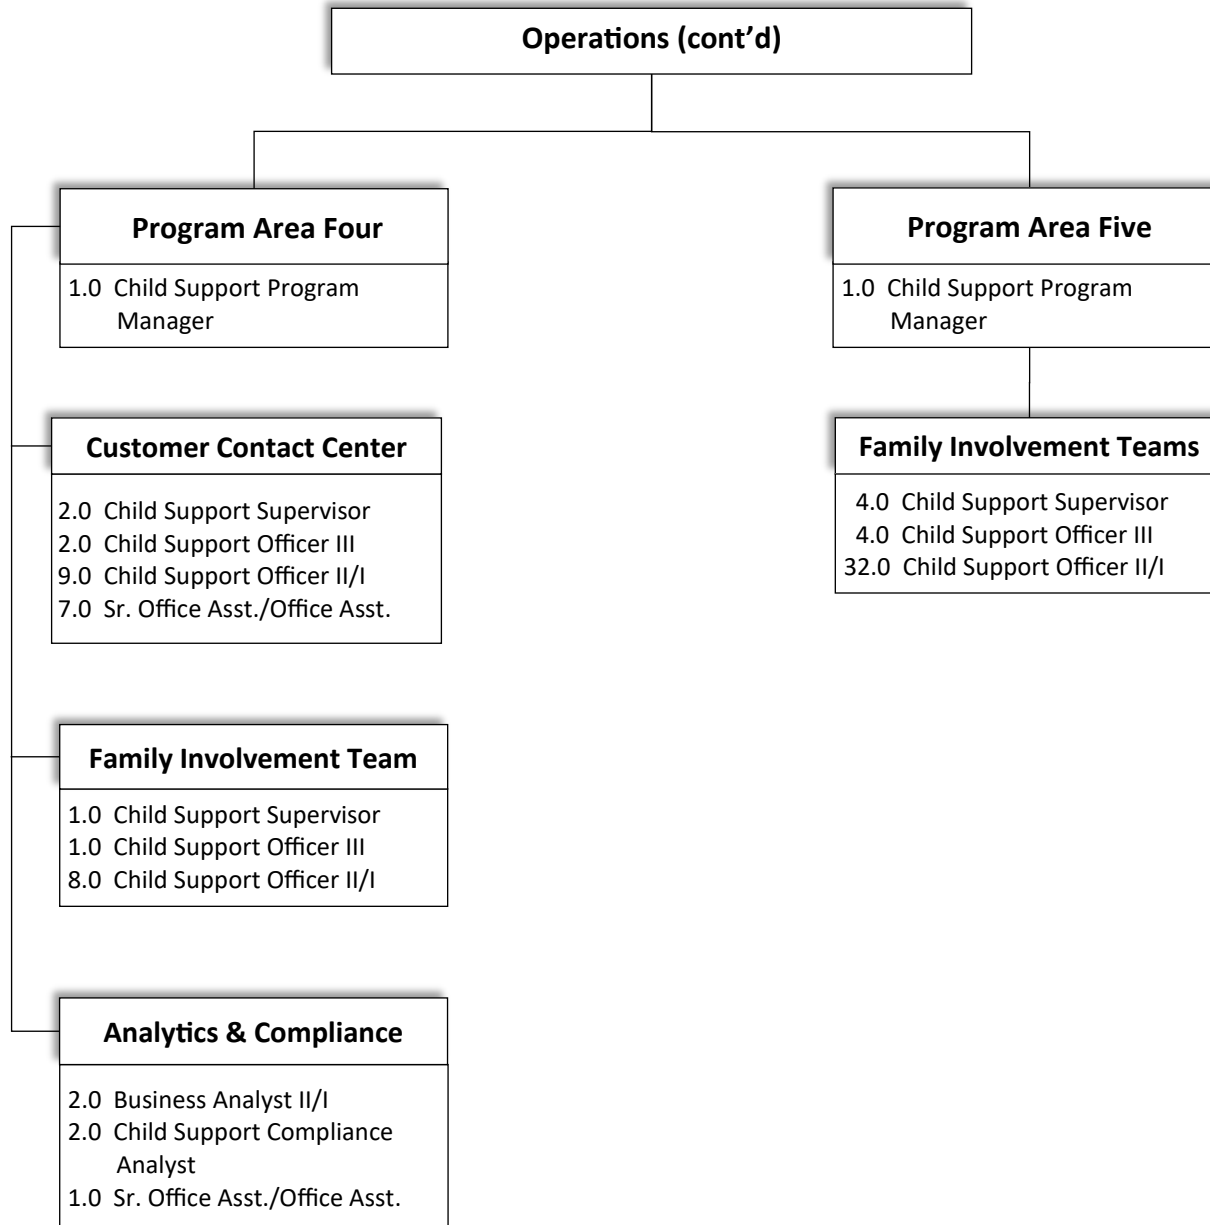 Operations (cont’d)
Program Area Four
1.0 Child Support Program
Manager
Customer Contact Center
2.0 Child Support Supervisor
2.0 Child Support Officer III
9.0 Child Support Officer II/I
7.0 Sr. Office Asst./Office Asst.
Family Involvement Team
1.0 Child Support Supervisor
1.0 Child Support Officer III
8.0 Child Support Officer II/I
Analytics & Compliance
2.0 Business Analyst II/I
2.0 Child Support Compliance
Analyst
1.0 Sr. Office Asst./Office Asst.
Program Area Five
1.0 Child Support Program
Manager
Family Involvement Teams
4.0 Child Support Supervisor
4.0 Child Support Officer III
32.0 Child Support Officer II/I